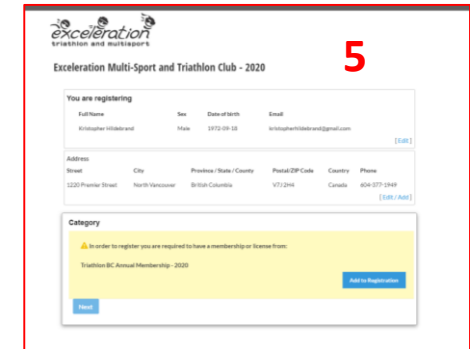 exceleration
triathlon and multisport
Exceleration Multi-Sport and Triathlon Club - 2020
5
You are registering
Full Name Sex Date of birth Email
Kristopher Hildebrand Male 1972-09-18 kristopherhildebrand@gmail.com
[ Edit ]
Address
Street City Province / State / County Postal/ZIP Code Country Phone
1220 Premier Street North Vancouver British Columbia V7J 2H4 Canada 604-377-1949
[ Edit / Add ]
Category
In order to register you are required to have a membership or license from:
Triathlon BC Annual Membership - 2020
Add to Registration
Next